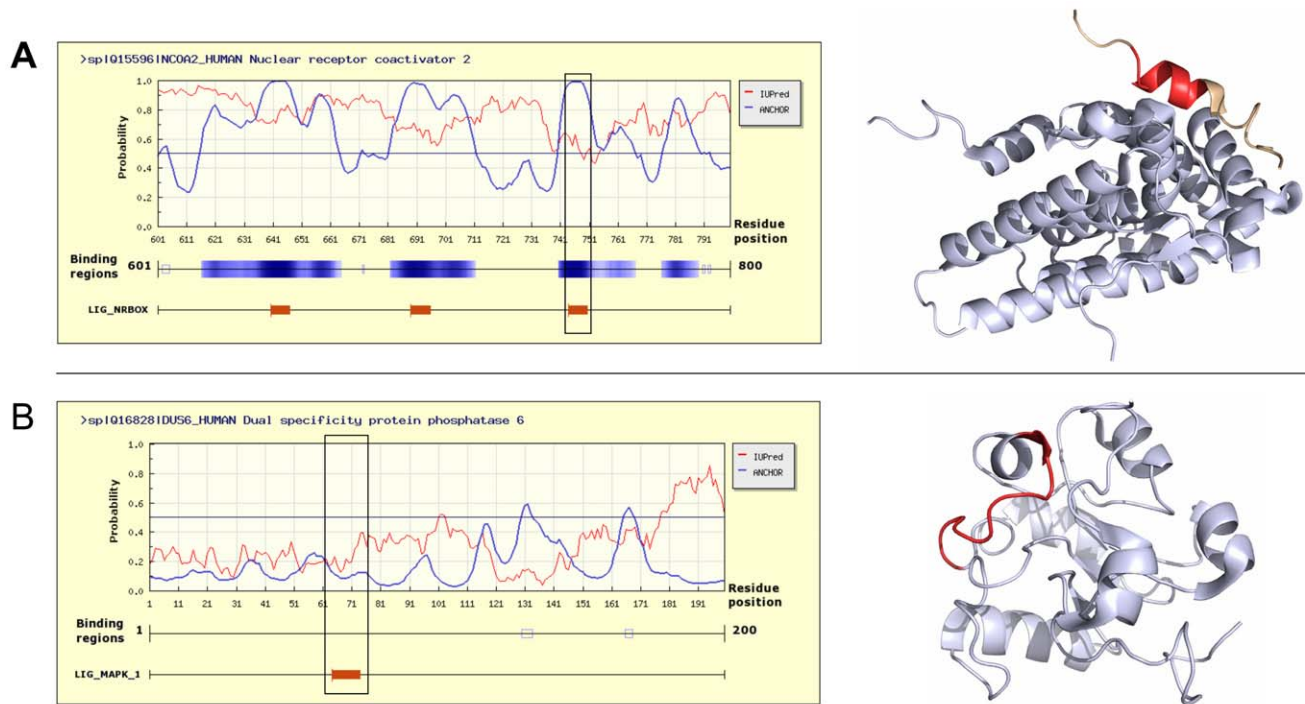 A
>sp|Q15596|NCOA2_HUMAN Nuclear receptor coactivator 2
1.0
0.8
0.6
0.4
0.2
0.0
Probability
IUPred
ANCHOR
601 611 621 631 641 651 661 671 681 691 701 711 721 731 741 751 761 771 781 791
Residue position
Binding regions 601 800
LIG_NRBOX
B
>sp|Q16828|DUS6_HUMAN Dual specificity protein phosphatase 6
1.0
0.8
0.6
0.4
0.2
0.0
Probability
IUPred
ANCHOR
1 11 21 31 41 51 61 71 81 91 101 111 121 131 141 151 161 171 181 191
Residue position
Binding regions 1 200
LIG_MAPK_1